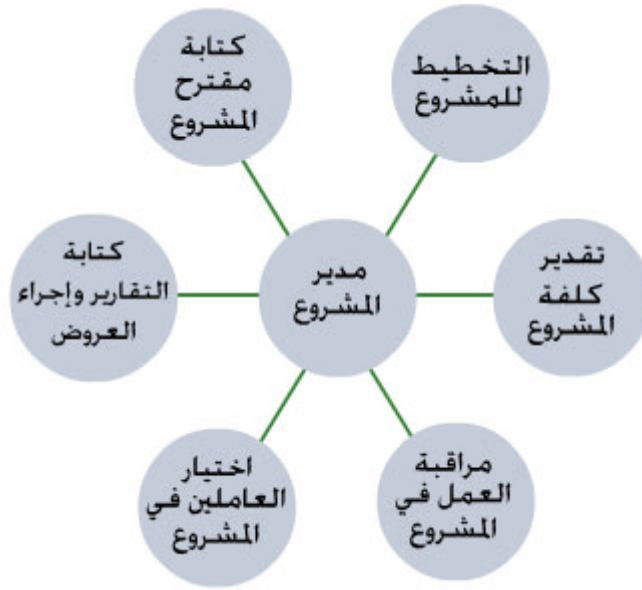 كتابة
مقترح
المشروع
التخطيط
للمشروع
كتابة
التقارير وإجراء
العروض
مدير
المشروع
تقدير
كلفة
المشروع
اختيار
العاملين في
المشروع
مراقبة
العمل في
المشروع